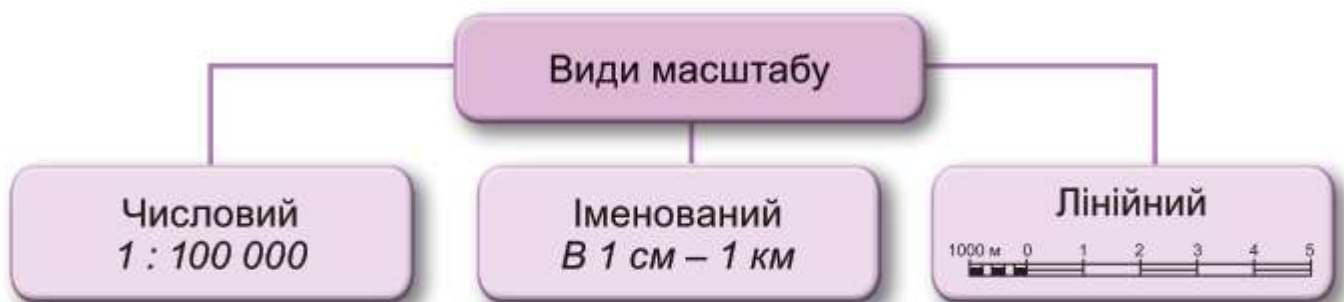 Види масштабу
Числовий
1 : 100 000
Іменований
В 1 см – 1 км
Лінійний
1000 м 0 1 2 3 4 5